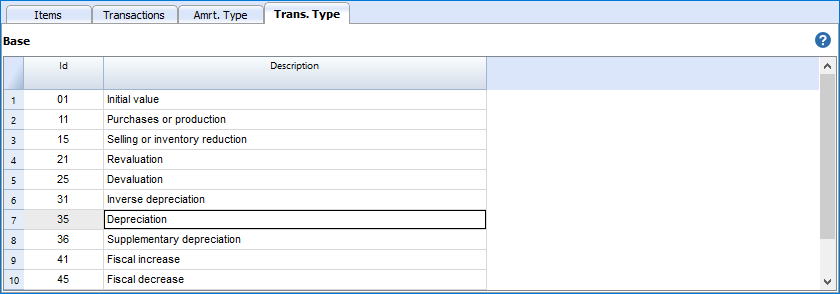 Items Transactions Amrt. Type Trans. Type
Base ?
Id Description
1 01 Initial value
2 11 Purchases or production
3 15 Selling or inventory reduction
4 21 Revaluation
5 25 Devaluation
6 31 Inverse depreciation
7 35 Depreciation
8 36 Supplementary depreciation
9 41 Fiscal increase
10 45 Fiscal decrease